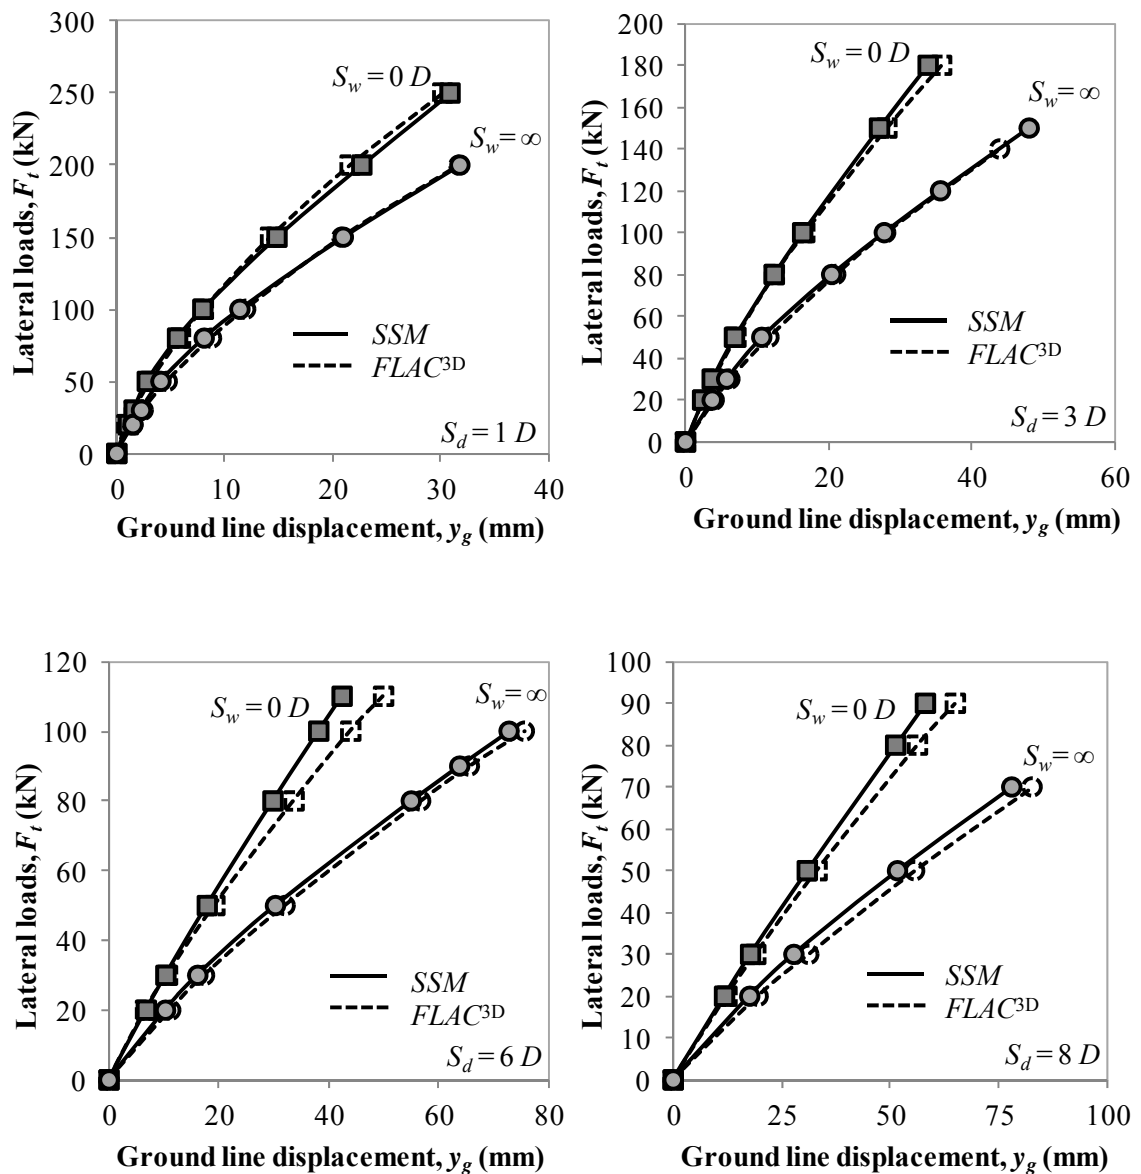 300
250
200
150
100
50
0
Lateral loads, F_t (kN)
S_w = 0 D
S_w = ∞
SSM
FLAC³ᴰ
S_d = 1 D
0 10 20 30 40
Ground line displacement, y_g (mm)
200
180
160
140
120
100
80
60
40
20
0
Lateral loads, F_t (kN)
S_w = 0 D
S_w = ∞
SSM
FLAC³ᴰ
S_d = 3 D
0 20 40 60
Ground line displacement, y_g (mm)
120
100
80
60
40
20
0
Lateral loads, F_t (kN)
S_w = 0 D
S_w = ∞
SSM
FLAC³ᴰ
S_d = 6 D
0 20 40 60 80
Ground line displacement, y_g (mm)
100
90
80
70
60
50
40
30
20
10
0
Lateral loads, F_t (kN)
S_w = 0 D
S_w = ∞
SSM
FLAC³ᴰ
S_d = 8 D
0 25 50 75 100
Ground line displacement, y_g (mm)